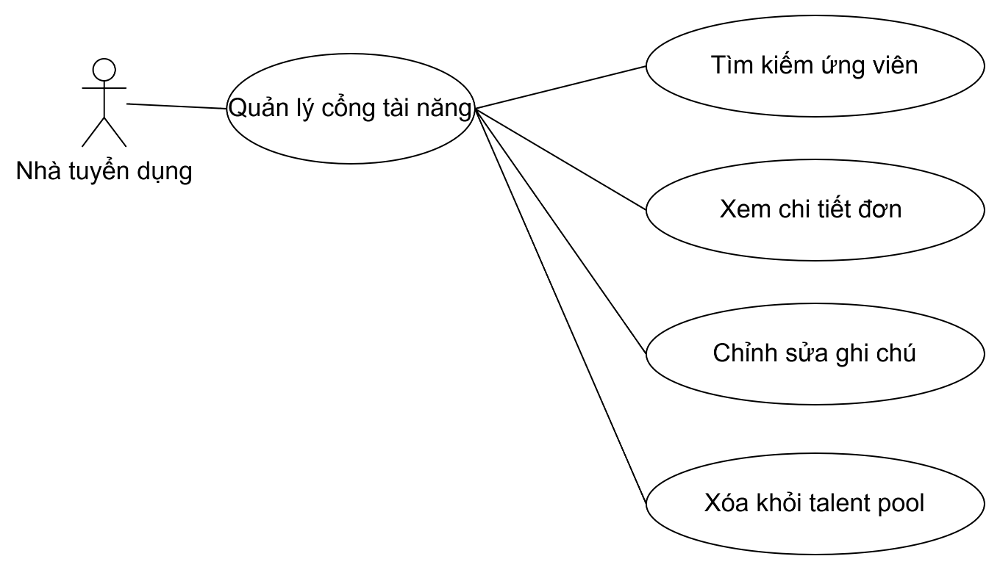 Nhà tuyển dụng
Quản lý cổng tài năng
Tìm kiếm ứng viên
Xem chi tiết đơn
Chỉnh sửa ghi chú
Xóa khỏi talent pool